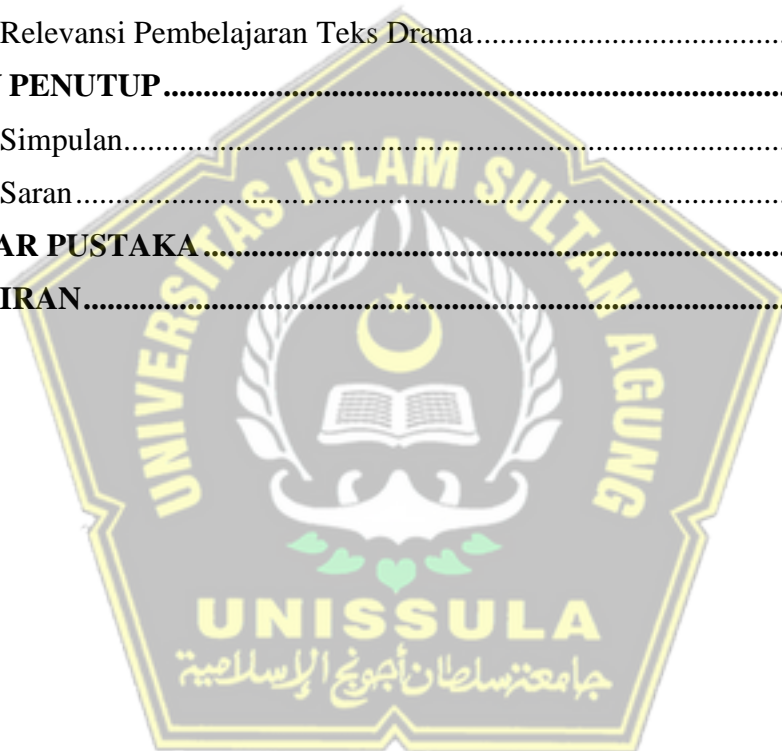 Relevansi Pembelajaran Teks Drama.......................................
PENUTUP..............................................................................
Simpulan..................................................................................
Saran........................................................................................
AR PUSTAKA.........................................................................
IRAN.......................................................................................
UNIVERSITAS ISLAM SULTAN AGUNG
UNISSULA
جامعة سلطان أجونج الإسلامية